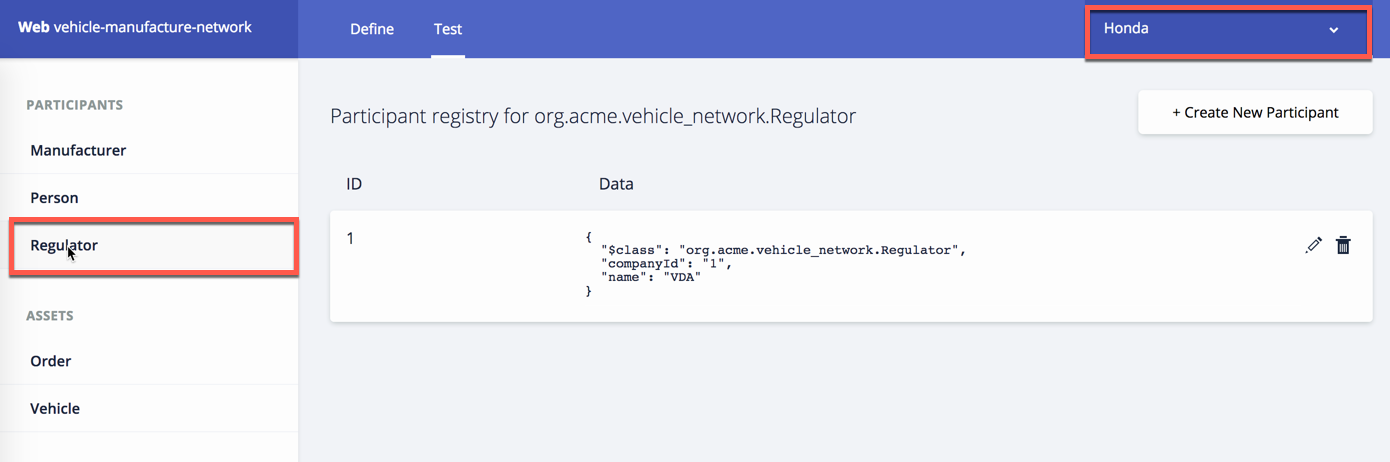 Web vehicle-manufacture-network
Define
Test
Honda
PARTICIPANTS
Manufacturer
Person
Regulator
ASSETS
Order
Vehicle
Participant registry for org.acme.vehicle_network.Regulator
+ Create New Participant
ID
Data
1
{
"$class": "org.acme.vehicle_network.Regulator",
"companyId": "1",
"name": "VDA"
}